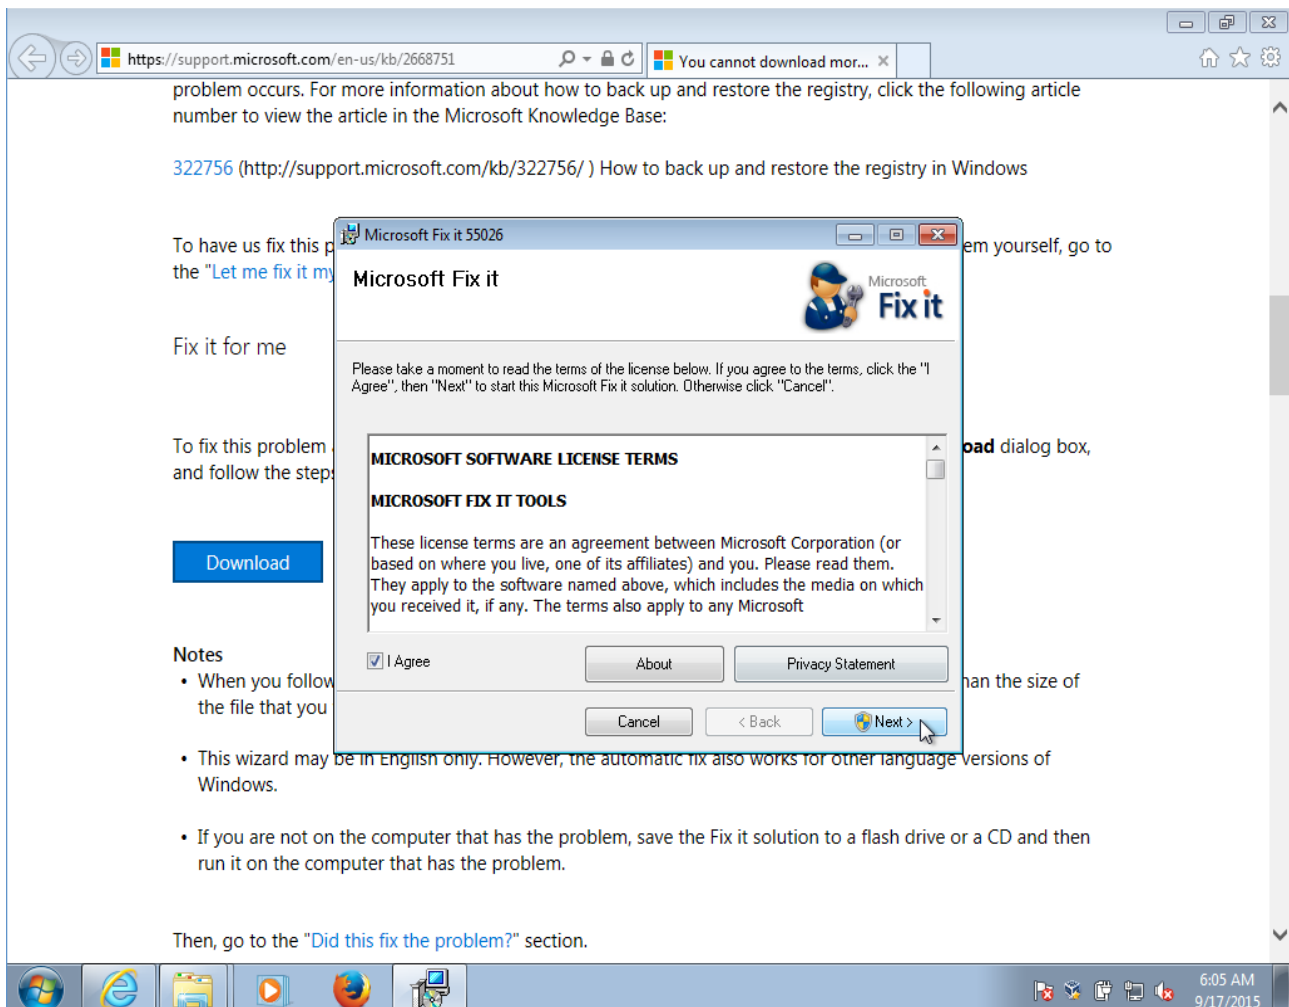 https://support.microsoft.com/en-us/kb/2668751
You cannot download mor...
problem occurs. For more information about how to back up and restore the registry, click the following article
number to view the article in the Microsoft Knowledge Base:
322756 (http://support.microsoft.com/kb/322756/ ) How to back up and restore the registry in Windows
To have us fix this p
em yourself, go to
the "Let me fix it my
Fix it for me
To fix this problem
oad dialog box,
and follow the steps
Download
Microsoft Fix it 55026
Microsoft Fix it
Microsoft
Fix it
Please take a moment to read the terms of the license below. If you agree to the terms, click the "I
Agree", then "Next" to start this Microsoft Fix it solution. Otherwise click "Cancel".
MICROSOFT SOFTWARE LICENSE TERMS
MICROSOFT FIX IT TOOLS
These license terms are an agreement between Microsoft Corporation (or
based on where you live, one of its affiliates) and you. Please read them.
They apply to the software named above, which includes the media on which
you received it, if any. The terms also apply to any Microsoft
I Agree
About
Privacy Statement
Cancel
< Back
Next >
Notes
• When you follow
han the size of
the file that you
• This wizard may be in English only. However, the automatic fix also works for other language versions of
Windows.
• If you are not on the computer that has the problem, save the Fix it solution to a flash drive or a CD and then
run it on the computer that has the problem.
Then, go to the "Did this fix the problem?" section.
6:05 AM
9/17/2015